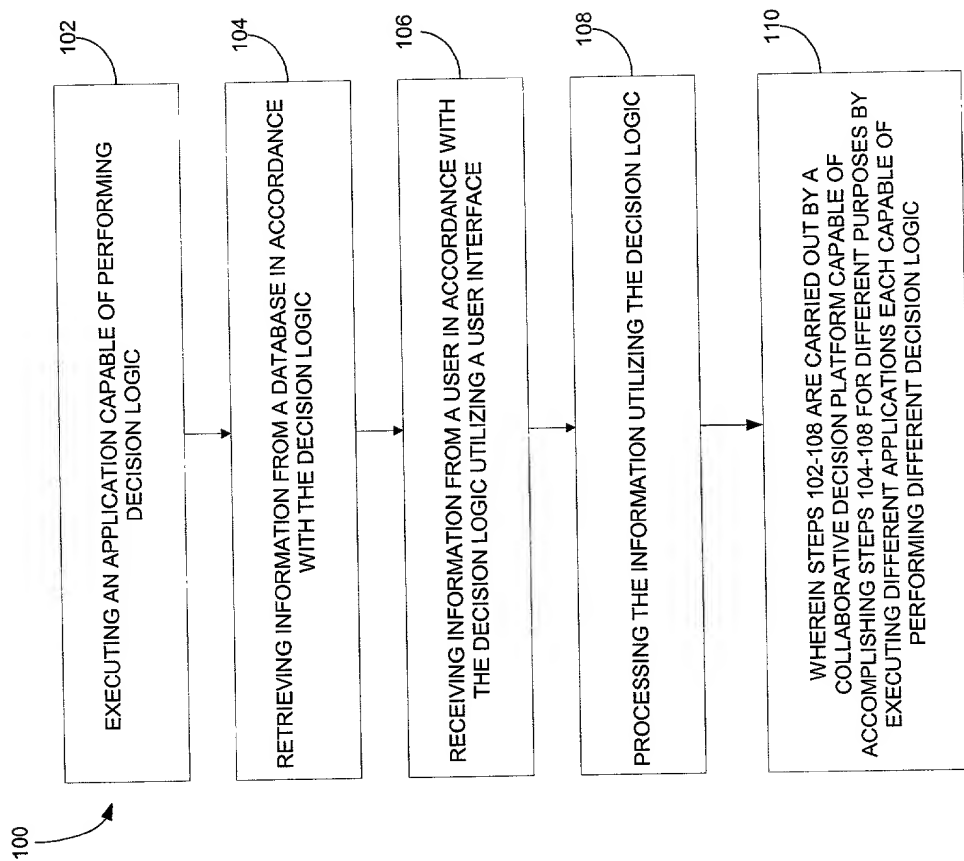 100
102
EXECUTING AN APPLICATION CAPABLE OF PERFORMING
DECISION LOGIC
104
RETRIEVING INFORMATION FROM A DATABASE IN ACCORDANCE
WITH THE DECISION LOGIC
106
RECEIVING INFORMATION FROM A USER IN ACCORDANCE WITH
THE DECISION LOGIC UTILIZING A USER INTERFACE
108
PROCESSING THE INFORMATION UTILIZING THE DECISION LOGIC
110
WHEREIN STEPS 102-108 ARE CARRIED OUT BY A
COLLABORATIVE DECISION PLATFORM CAPABLE OF
ACCOMPLISHING STEPS 104-108 FOR DIFFERENT PURPOSES BY
EXECUTING DIFFERENT APPLICATIONS EACH CAPABLE OF
PERFORMING DIFFERENT DECISION LOGIC